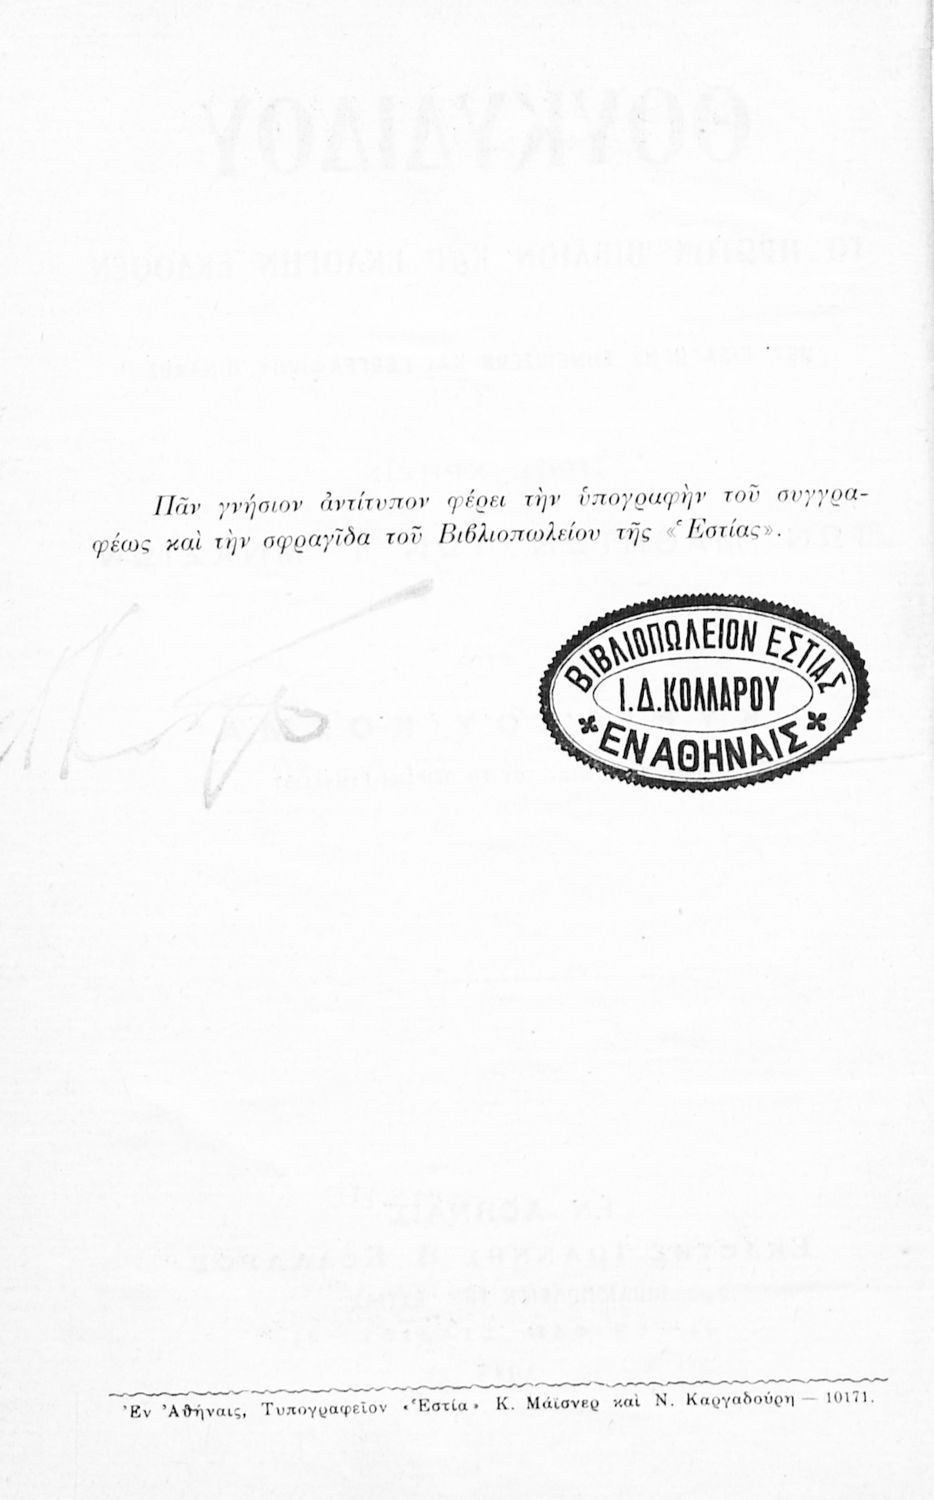 Πᾶν γνήσιον ἀντίτυπον φέρει τὴν ὑπογραφὴν τοῦ συγγρα-
φέως καὶ τὴν σφραγῖδα τοῦ Βιβλιοπωλείου τῆς «Ἑστίας».
ΒΙΒΛΙΟΠΩΛΕΙΟΝ ΕΣΤΙΑΣ
Ι.Δ.ΚΟΛΛΑΡΟΥ
ΕΝ ΑΘΗΝΑΙΣ
Ἐν Ἀθήναις, Τυπογραφεῖον «Ἑστία» Κ. Μάϊσνερ καὶ Ν. Καργαδούρη — 10171.